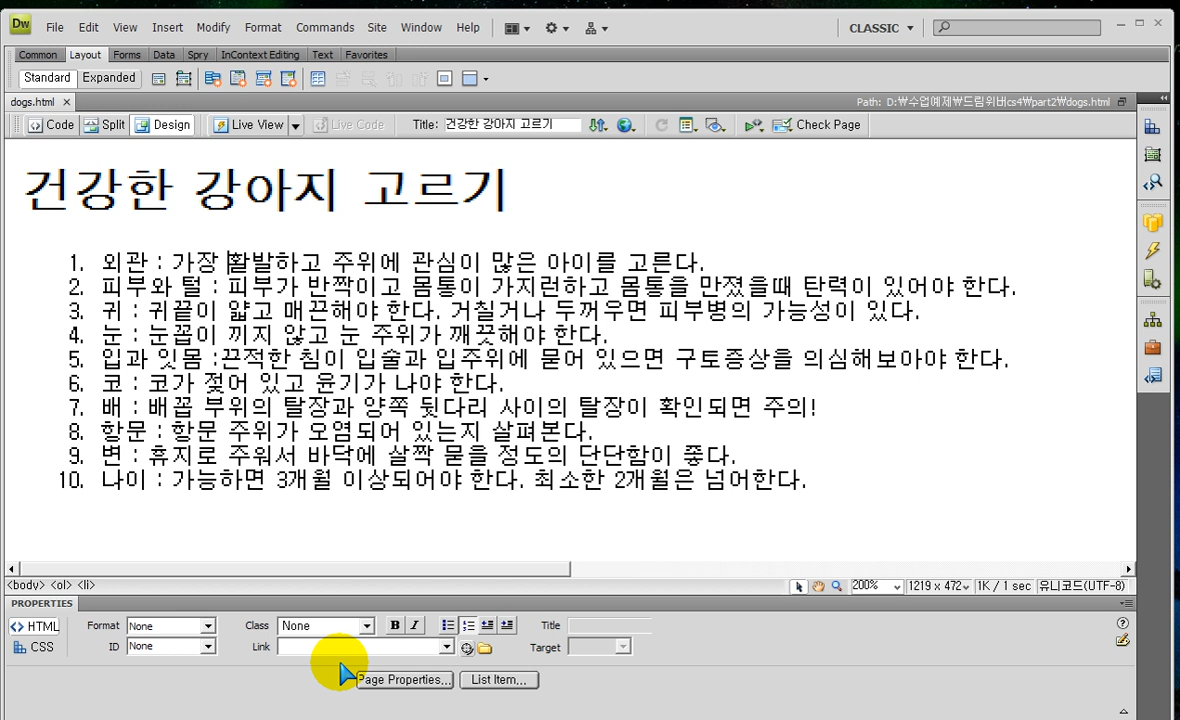 Dw File Edit View Insert Modify Format Commands Site Window Help CLASSIC
Common Layout Forms Data Spry InContext Editing Text Favorites
Standard Expanded
dogs.html × Path: D:₩수업예제₩드림위버cs4₩part2₩dogs.html
Code Split Design Live View Live Code Title: 건강한 강아지 고르기 Check Page
건강한 강아지 고르기
1. 외관 : 가장 활발하고 주위에 관심이 많은 아이를 고른다.
2. 피부와 털 : 피부가 반짝이고 몸통이 가지런하고 몸통을 만졌을때 탄력이 있어야 한다.
3. 귀 : 귀끝이 얇고 매끈해야 한다. 거칠거나 두꺼우면 피부병의 가능성이 있다.
4. 눈 : 눈꼽이 끼지 않고 눈 주위가 깨끗해야 한다.
5. 입과 잇몸 :끈적한 침이 입술과 입주위에 묻어 있으면 구토증상을 의심해보아야 한다.
6. 코 : 코가 젖어 있고 윤기가 나야 한다.
7. 배 : 배꼽 부위의 탈장과 양쪽 뒷다리 사이의 탈장이 확인되면 주의!
8. 항문 : 항문 주위가 오염되어 있는지 살펴본다.
9. 변 : 휴지로 주워서 바닥에 살짝 묻을 정도의 단단함이 좋다.
10. 나이 : 가능하면 3개월 이상되어야 한다. 최소한 2개월은 넘어한다.
<body> <ol> <li> 200% 1219 x 472 1K / 1 sec 유니코드(UTF-8)
PROPERTIES
<> HTML Format None Class None B I Title
CSS ID None Link Target
Page Properties... List Item...